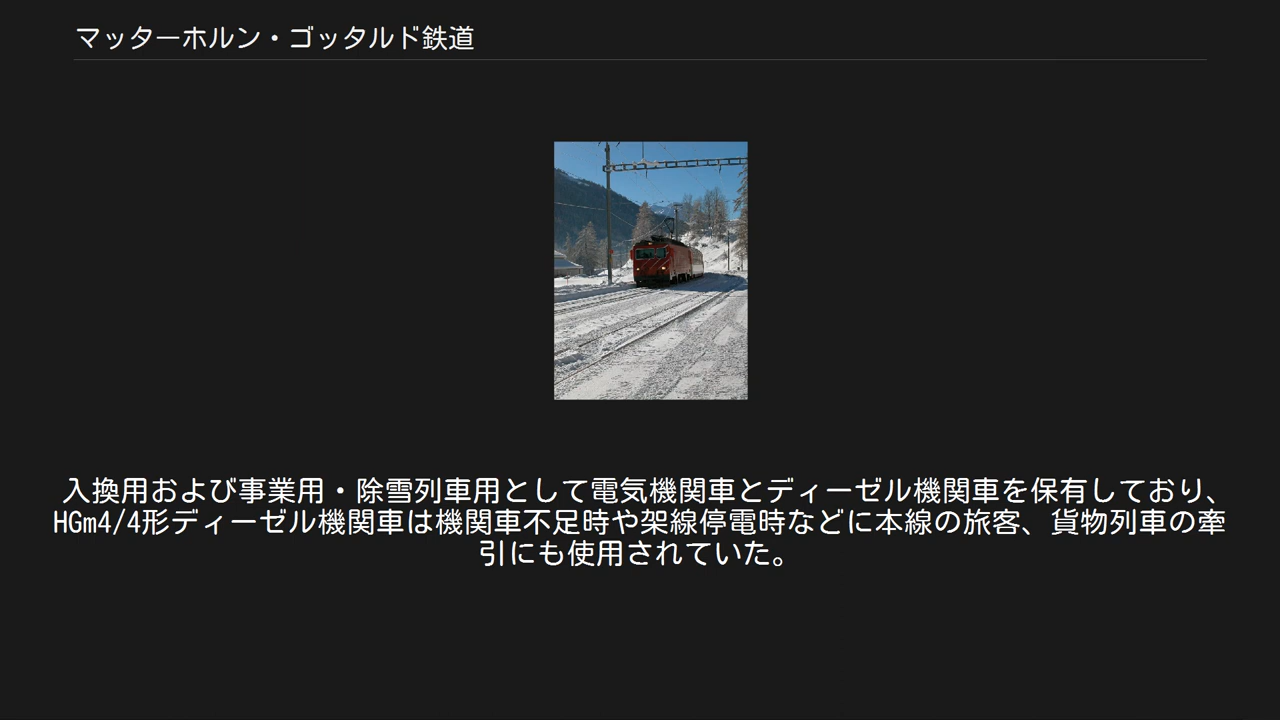 マッターホルン・ゴッタルド鉄道
入換用および事業用・除雪列車用として電気機関車とディーゼル機関車を保有しており、
HGm4/4形ディーゼル機関車は機関車不足時や架線停電時などに本線の旅客、貨物列車の牽
引にも使用されていた。